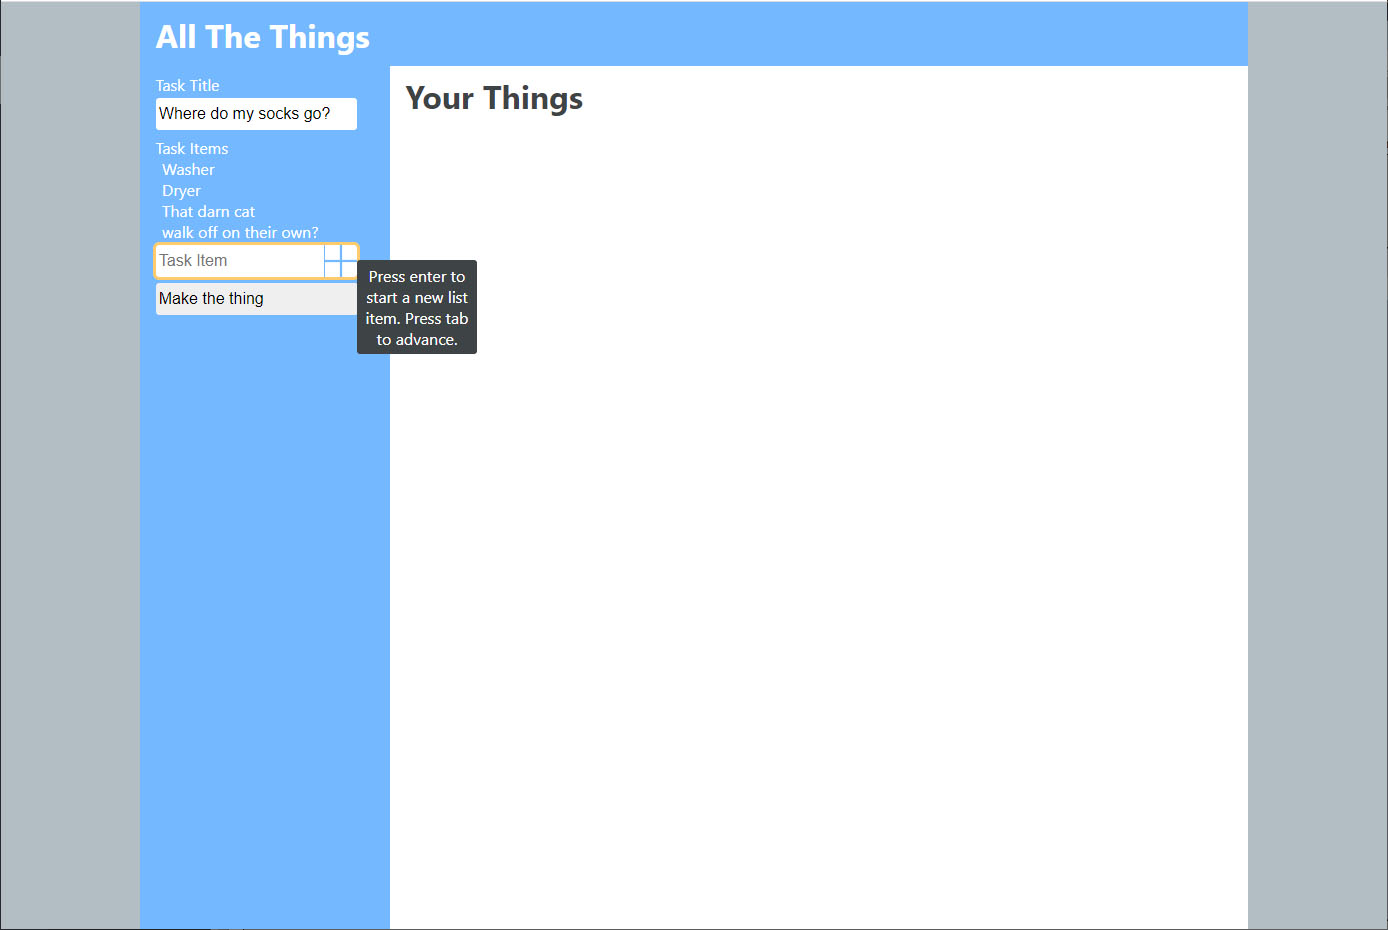 All The Things
Task Title
Where do my socks go?
Task Items
Washer
Dryer
That darn cat
walk off on their own?
Task Item
Make the thing
Press enter to
start a new list
item. Press tab
to advance.
Your Things